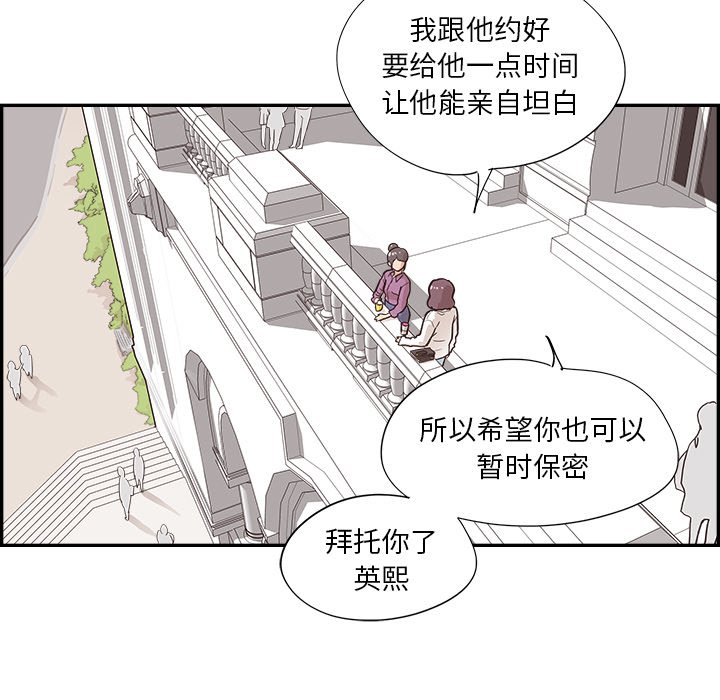 我跟他约好
要给他一点时间
让他能亲自坦白
所以希望你也可以
暂时保密
拜托你了
英熙